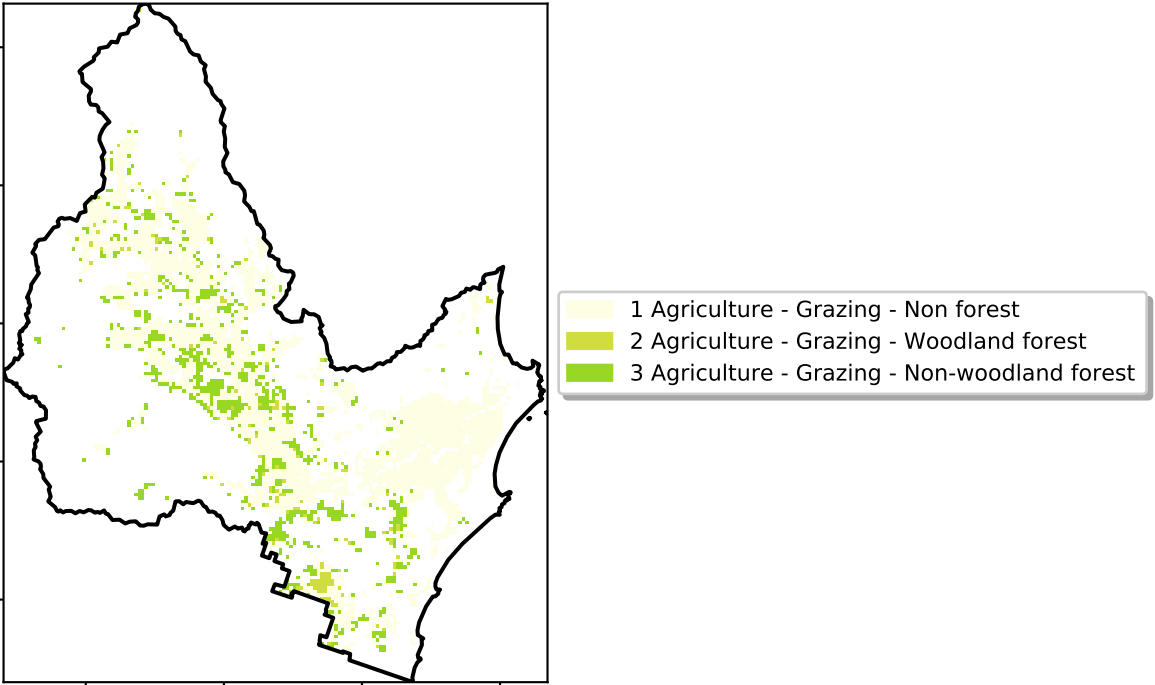 1 Agriculture - Grazing - Non forest
2 Agriculture - Grazing - Woodland forest
3 Agriculture - Grazing - Non-woodland forest